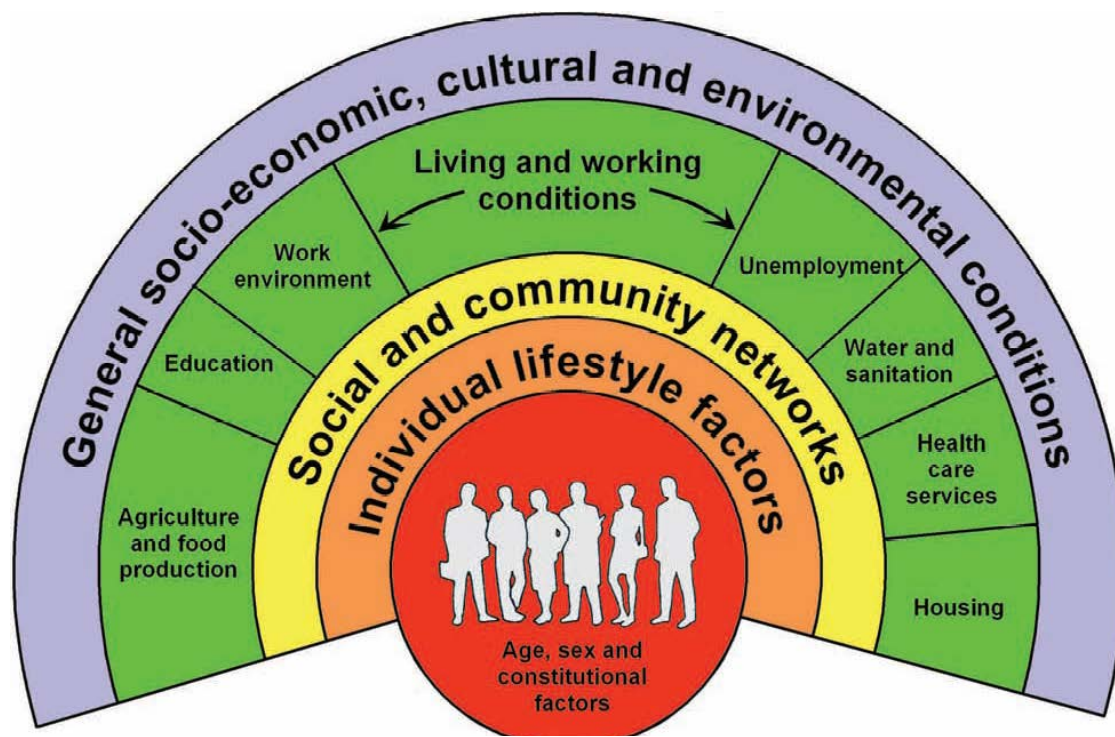 General socio-economic, cultural and environmental conditions
Living and working
conditions
Work
environment
Unemployment
Education
Water and
sanitation
Agriculture
and food
production
Health
care
services
Housing
Social and community networks
Individual lifestyle factors
Age, sex and
constitutional
factors